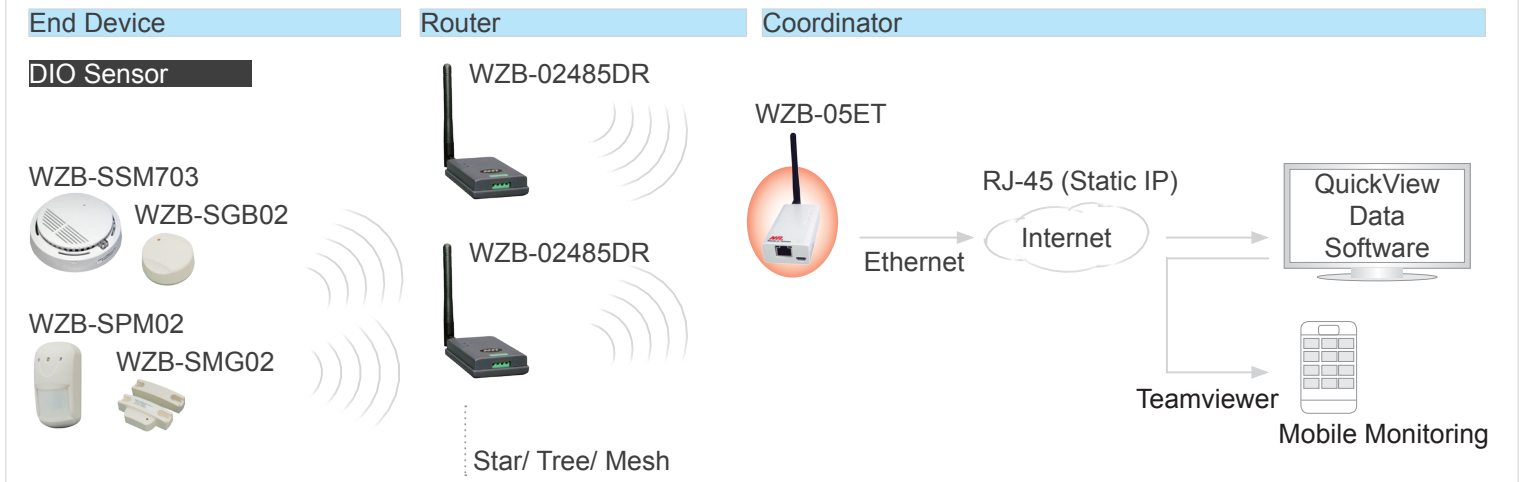 End Device
Router
Coordinator
DIO Sensor
WZB-02485DR
WZB-05ET
WZB-SSM703
WZB-SGB02
RJ-45 (Static IP)
QuickView
Data
Software
Internet
Ethernet
WZB-02485DR
WZB-SPM02
WZB-SMG02
Teamviewer
Mobile Monitoring
Star/ Tree/ Mesh